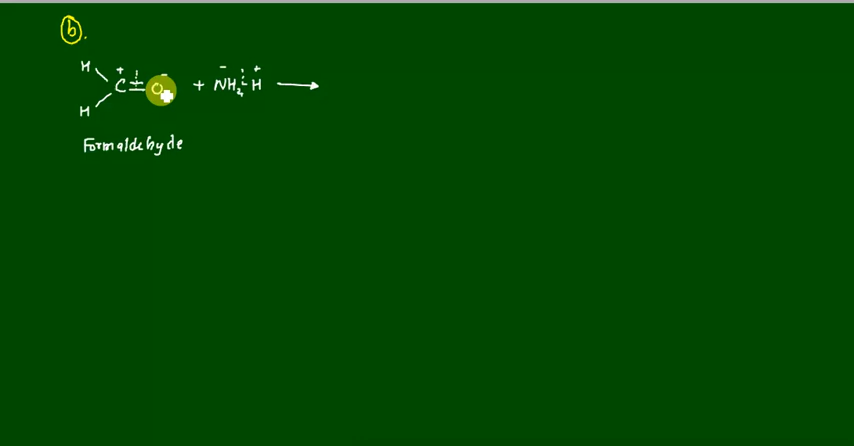 (b).
H + -
C = O + NH₂ - H ⟶
H
Formaldehyde